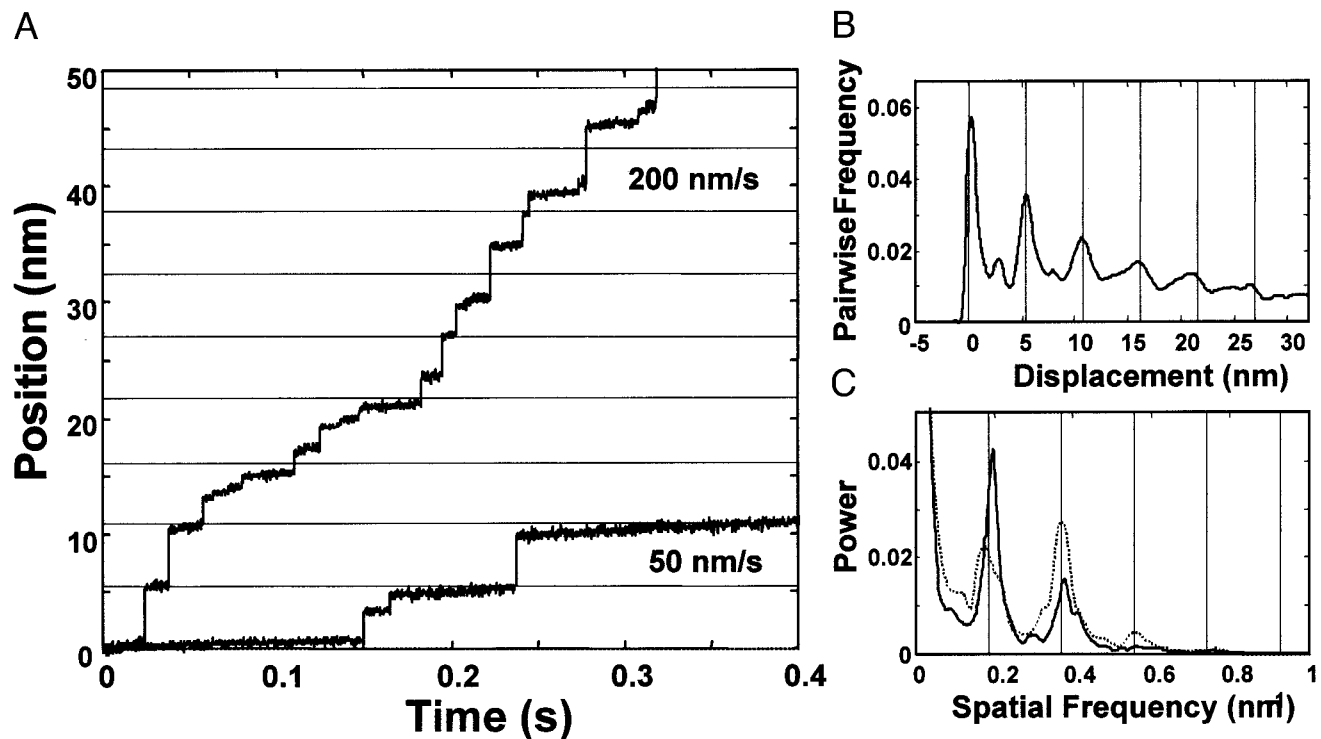 A
50
40
30
20
10
0
Position (nm)
200 nm/s
50 nm/s
0
0.1
0.2
0.3
0.4
Time (s)
B
Pairwise Frequency
0.06
0.04
0.02
0
-5
0
5
10
15
20
25
30
Displacement (nm)
C
Power
0.04
0.02
0
0
0.2
0.4
0.6
0.8
1
Spatial Frequency (nm⁻¹)